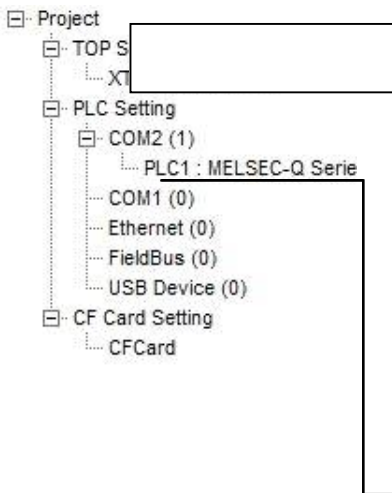 Project
TOP S
XT
PLC Setting
COM2 (1)
PLC1 : MELSEC-Q Serie
COM1 (0)
Ethernet (0)
FieldBus (0)
USB Device (0)
CF Card Setting
CFCard